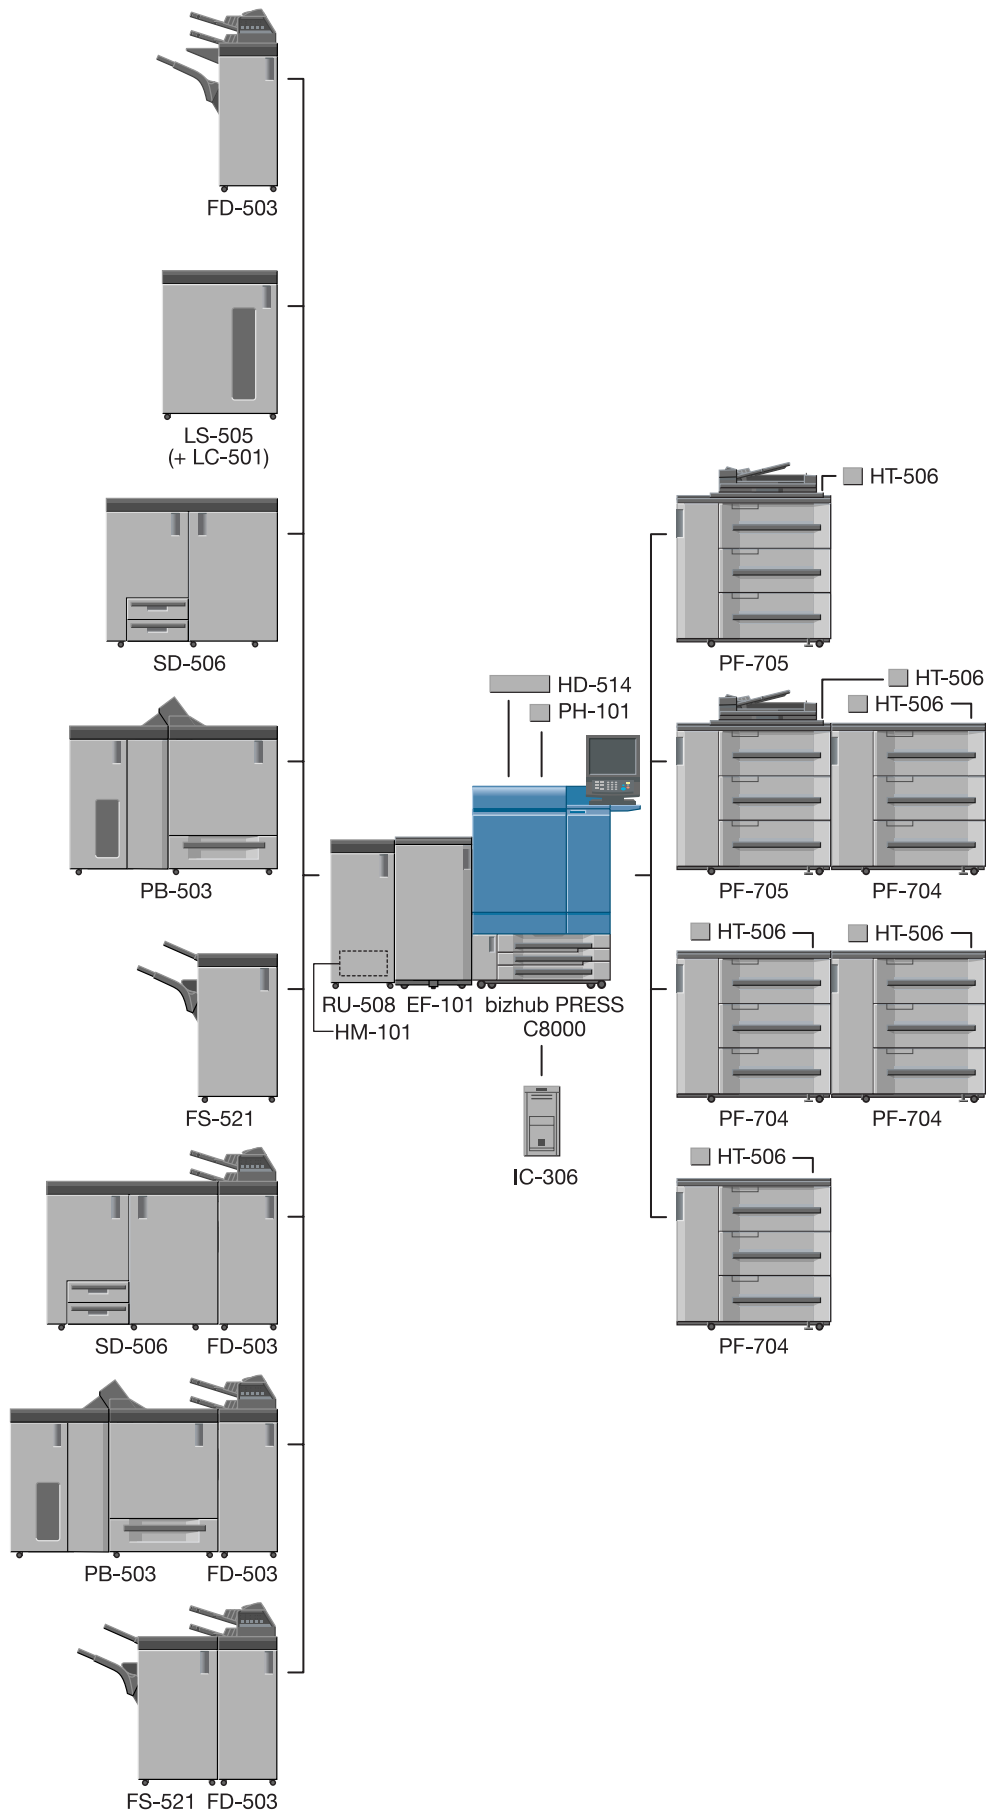 FD-503
LS-505
(+ LC-501)
SD-506
PB-503
FS-521
SD-506 FD-503
PB-503 FD-503
FS-521 FD-503
HD-514
PH-101
RU-508 EF-101 bizhub PRESS
C8000
HM-101
IC-306
HT-506
PF-705
HT-506
HT-506
PF-705 PF-704
HT-506 HT-506
PF-704 PF-704
HT-506
PF-704